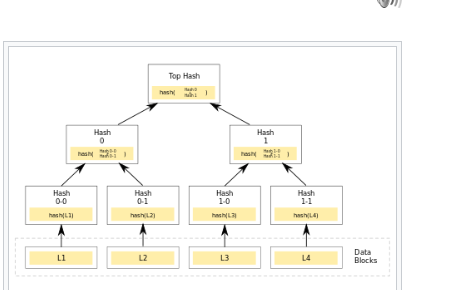 Top Hash
hash( Hash 0 Hash 1 )
Hash
0
hash( Hash 0-0 Hash 0-1 )
Hash
1
hash( Hash 1-0 Hash 1-1 )
Hash
0-0
hash(L1)
Hash
0-1
hash(L2)
Hash
1-0
hash(L3)
Hash
1-1
hash(L4)
L1
L2
L3
L4
Data
Blocks